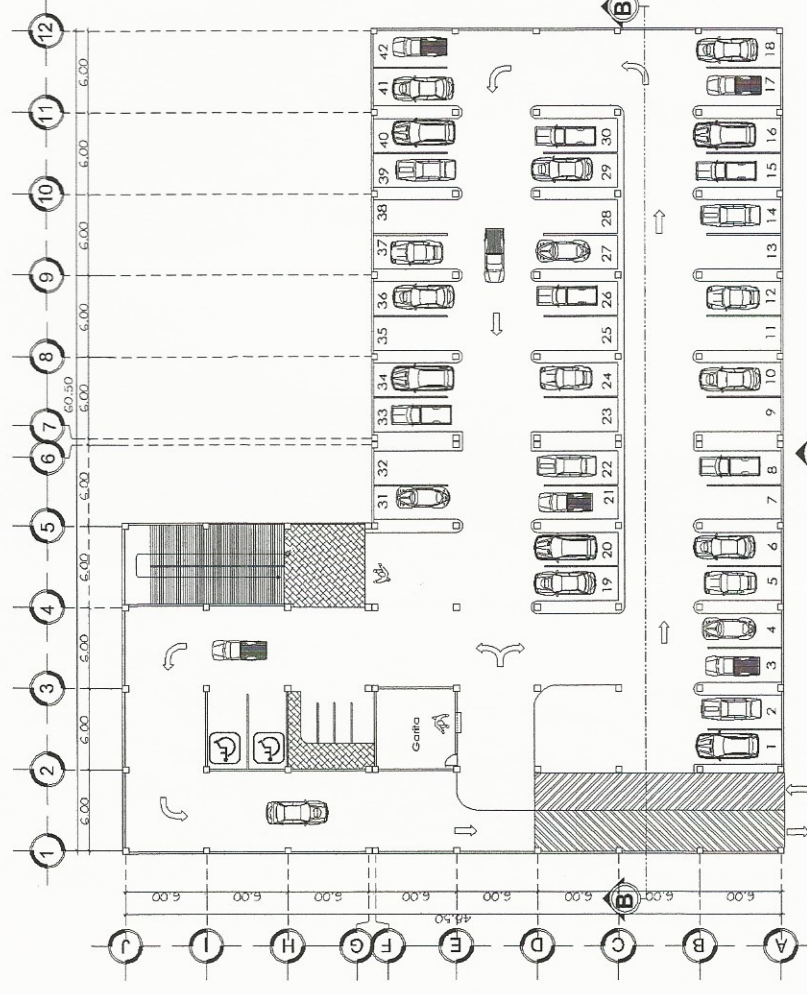 1 2 3 4 5 6 7 8 9 10 11 12
60.50
6.00 6.00 6.00 6.00 6.00 6.00 6.00 6.00 6.00 6.00
J
I
H
G
F
E
D
C
B
A
6.00
6.00
6.00
6.00
6.00
6.00
6.00
6.00
48.50
31 32 33 34 35 36 37 38 39 40 41 42
Garita
19 20 21 22 23 24 25 26 27 28 29 30
B B
1 2 3 4 5 6 7 8 9 10 11 12 13 14 15 16 17 18